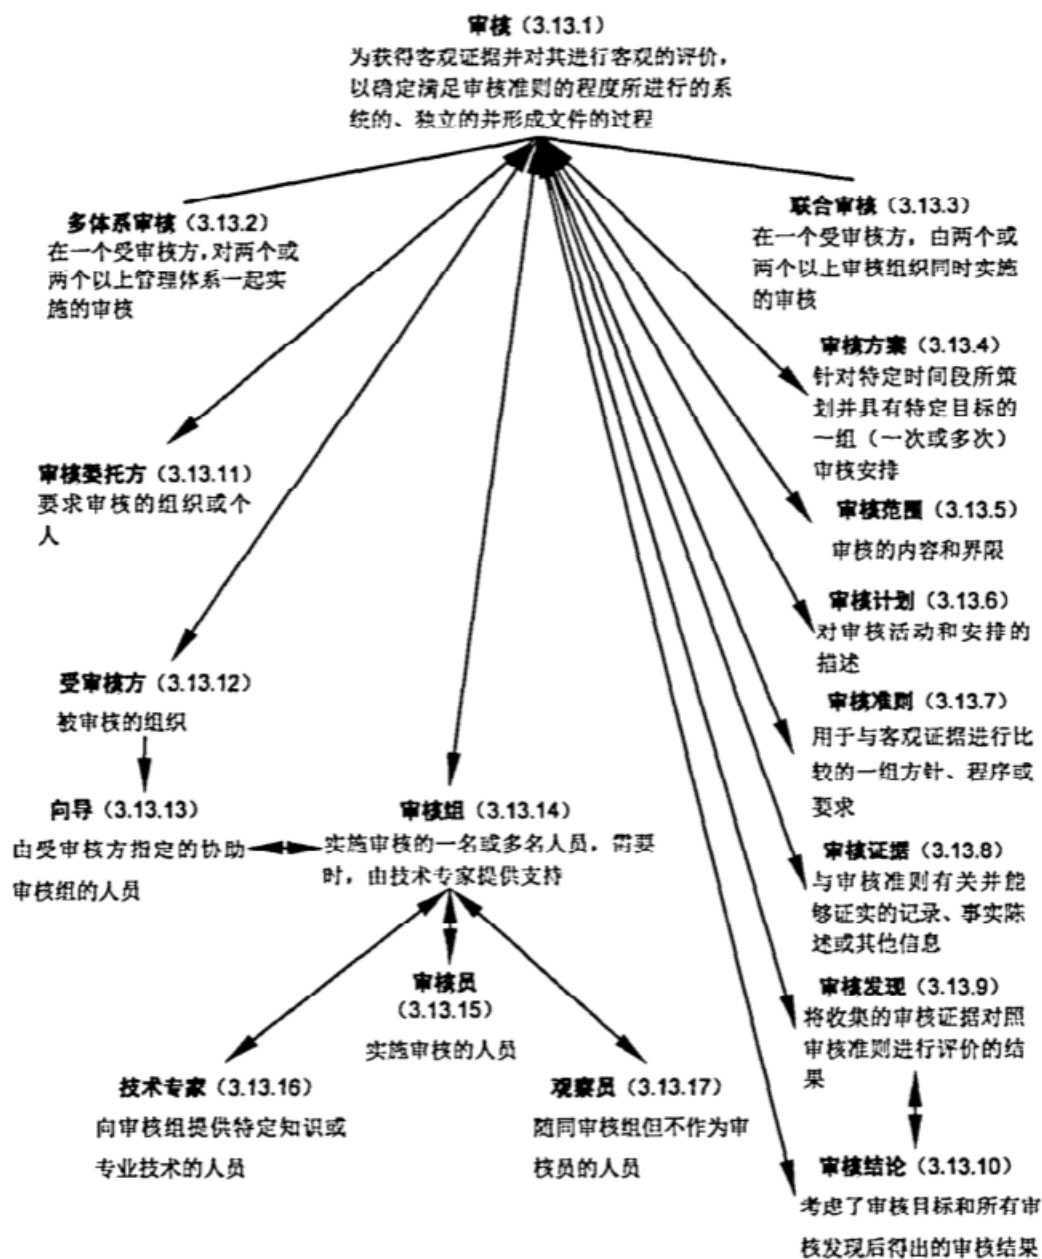 审核（3.13.1）
为获得客观证据并对其进行客观的评价，
以确定满足审核准则的程度所进行的系
统的、独立的并形成文件的过程
多体系审核（3.13.2）
在一个受审核方，对两个或
两个以上管理体系一起实
施的审核
联合审核（3.13.3）
在一个受审核方，由两个或
两个以上审核组织同时实施
的审核
审核方案（3.13.4）
针对特定时间段所策
划并具有特定目标的
一组（一次或多次）
审核安排
审核委托方（3.13.11）
要求审核的组织或个
人
审核范围（3.13.5）
审核的内容和界限
审核计划（3.13.6）
对审核活动和安排的
描述
受审核方（3.13.12）
被审核的组织
审核准则（3.13.7）
用于与客观证据进行比
较的一组方针、程序或
要求
向导（3.13.13）
由受审核方指定的协助
审核组的人员
审核组（3.13.14）
实施审核的一名或多名人员，需要
时，由技术专家提供支持
审核证据（3.13.8）
与审核准则有关并能
够证实的记录、事实陈
述或其他信息
审核员
（3.13.15）
实施审核的人员
审核发现（3.13.9）
将收集的审核证据对照
审核准则进行评价的结
果
技术专家（3.13.16）
向审核组提供特定知识或
专业技术的人员
观察员（3.13.17）
随同审核组但不作为审
核员的人员
审核结论（3.13.10）
考虑了审核目标和所有审
核发现后得出的审核结果